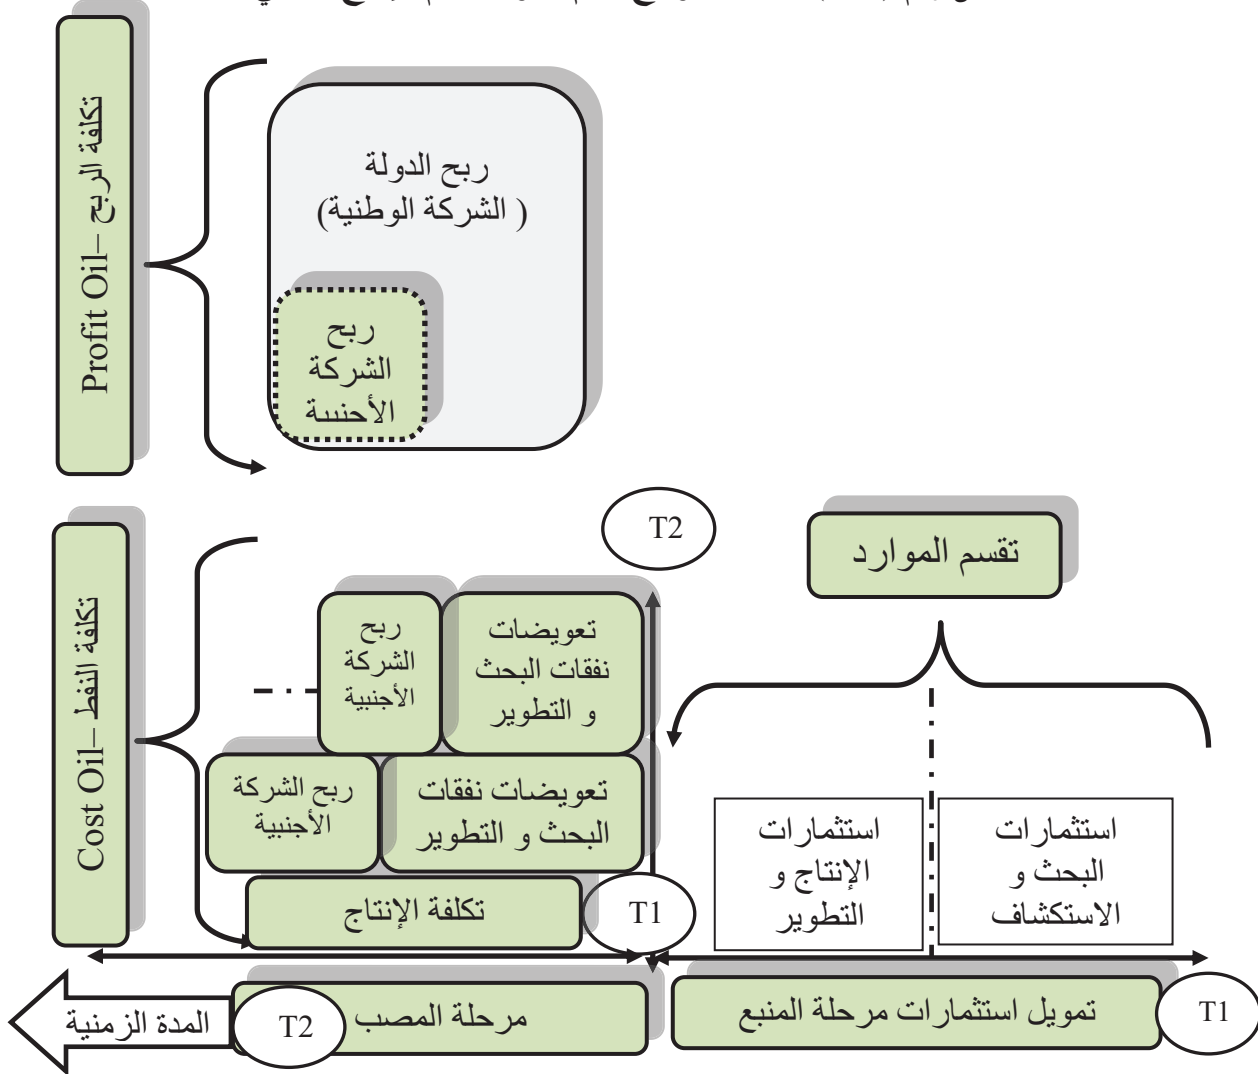 تكلفة الربح –Profit Oil
ربح الدولة
( الشركة الوطنية)
ربح
الشركة
الأجنبية
T2
تقسم الموارد
تكلفة النفط –Cost Oil
تعويضات
نفقات البحث
و التطوير
ربح
الشركة
الأجنبية
تعويضات نفقات
البحث و التطوير
ربح الشركة
الأجنبية
استثمارات
البحث و
الاستكشاف
استثمارات
الإنتاج و
التطوير
T1
تكلفة الإنتاج
T1
تمويل استثمارات مرحلة المنبع
مرحلة المصب
T2
المدة الزمنية